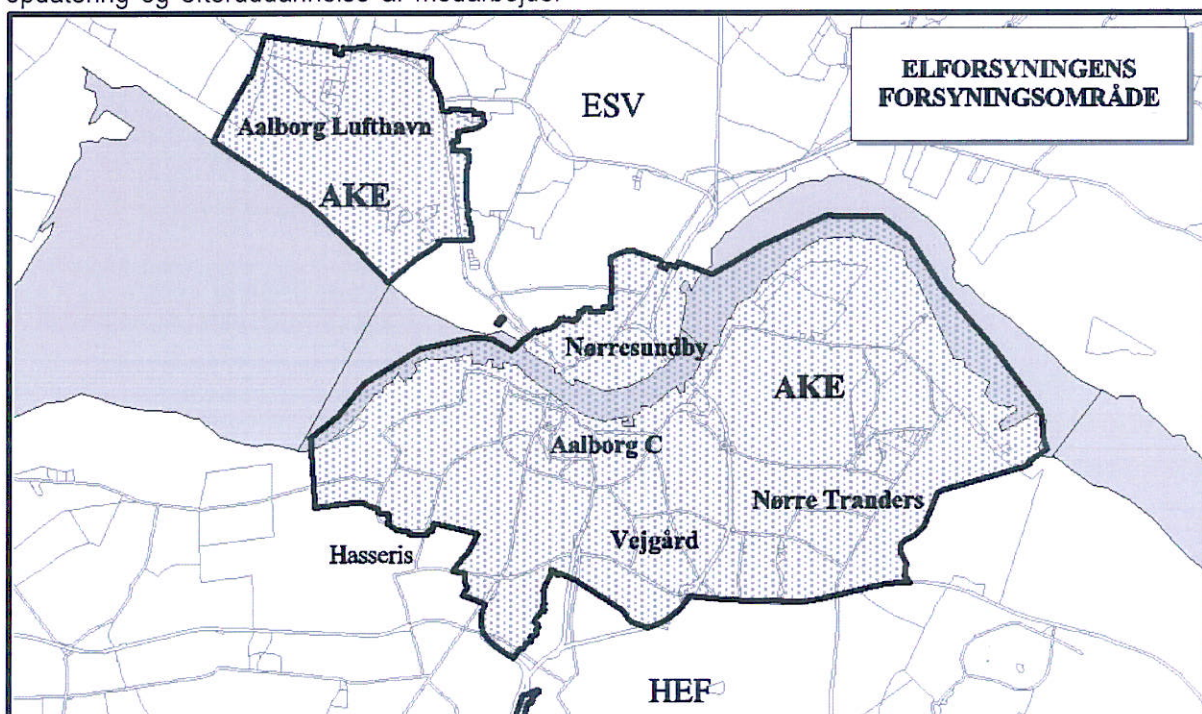 opdatering og efteruddannelse af medarbejder
ELFORSYNINGENS
FORSYNINGSOMRÅDE
ESV
Aalborg Lufthavn
AKE
Nørresundby
AKE
Aalborg C
Nørre Tranders
Vejgård
Hasseris
HEF